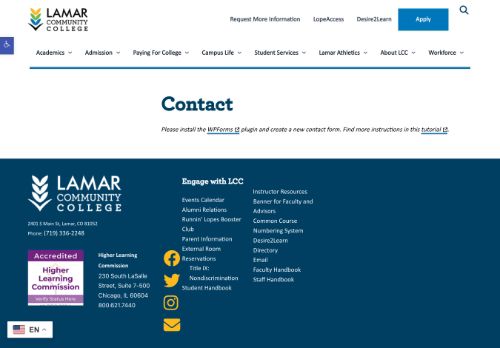 LAMAR
COMMUNITY
COLLEGE
Request More Information
LopeAccess
Desire2Learn
Apply
Academics
Admission
Paying For College
Campus Life
Student Services
Lamar Athletics
About LCC
Workforce
Contact
Please install the WPForms plugin and create a new contact form. Find more instructions in this tutorial.
LAMAR
COMMUNITY
COLLEGE
2401 S Main St, Lamar, CO 81052
Phone: (719) 336-2248
Accredited
Higher
Learning
Commission
Verify Status Here
Higher Learning
Commission
230 South LaSalle
Street, Suite 7-500
Chicago, IL 60604
800.621.7440
Engage with LCC
Events Calendar
Alumni Relations
Runnin' Lopes Booster
Club
Parent Information
External Room
Reservations
Title IX:
Nondiscrimination
Student Handbook
Instructor Resources
Banner for Faculty and
Advisors
Common Course
Numbering System
Desire2Learn
Directory
Email
Faculty Handbook
Staff Handbook
EN